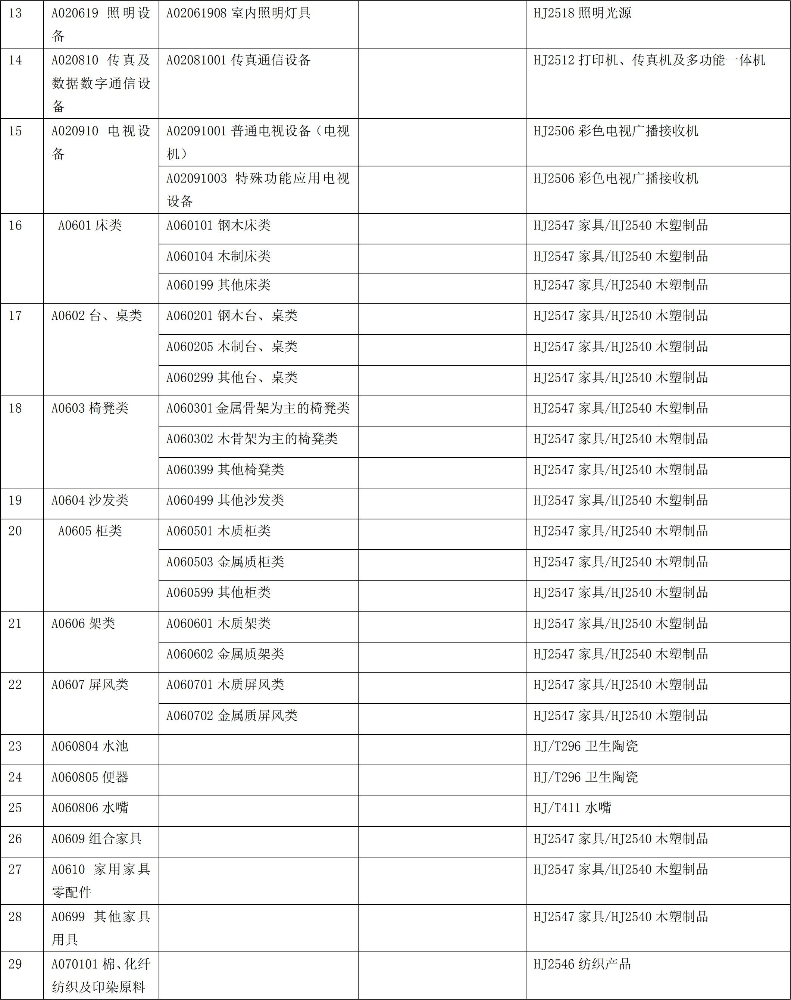 13 A020619 照明设 A02061908 室内照明灯具 HJ2518 照明光源
备
14 A020810 传真及 A02081001 传真通信设备 HJ2512 打印机、传真机及多功能一体机
数据数字通信设
备
15 A020910 电视设 A02091001 普通电视设备（电视 HJ2506 彩色电视广播接收机
备 机）
A02091003 特殊功能应用电视 HJ2506 彩色电视广播接收机
设备
16 A0601 床类 A060101 钢木床类 HJ2547 家具/HJ2540 木塑制品
A060104 木制床类 HJ2547 家具/HJ2540 木塑制品
A060199 其他床类 HJ2547 家具/HJ2540 木塑制品
17 A0602 台、桌类 A060201 钢木台、桌类 HJ2547 家具/HJ2540 木塑制品
A060205 木制台、桌类 HJ2547 家具/HJ2540 木塑制品
A060299 其他台、桌类 HJ2547 家具/HJ2540 木塑制品
18 A0603 椅凳类 A060301 金属骨架为主的椅凳类 HJ2547 家具/HJ2540 木塑制品
A060302 木骨架为主的椅凳类 HJ2547 家具/HJ2540 木塑制品
A060399 其他椅凳类 HJ2547 家具/HJ2540 木塑制品
19 A0604 沙发类 A060499 其他沙发类 HJ2547 家具/HJ2540 木塑制品
20 A0605 柜类 A060501 木质柜类 HJ2547 家具/HJ2540 木塑制品
A060503 金属质柜类 HJ2547 家具/HJ2540 木塑制品
A060599 其他柜类 HJ2547 家具/HJ2540 木塑制品
21 A0606 架类 A060601 木质架类 HJ2547 家具/HJ2540 木塑制品
A060602 金属质架类 HJ2547 家具/HJ2540 木塑制品
22 A0607 屏风类 A060701 木质屏风类 HJ2547 家具/HJ2540 木塑制品
A060702 金属质屏风类 HJ2547 家具/HJ2540 木塑制品
23 A060804 水池 HJ/T296 卫生陶瓷
24 A060805 便器 HJ/T296 卫生陶瓷
25 A060806 水嘴 HJ/T411 水嘴
26 A0609 组合家具 HJ2547 家具/HJ2540 木塑制品
27 A0610 家用家具 HJ2547 家具/HJ2540 木塑制品
零配件
28 A0699 其他家具 HJ2547 家具/HJ2540 木塑制品
用具
29 A070101 棉、化纤 HJ2546 纺织产品
纺织及印染原料